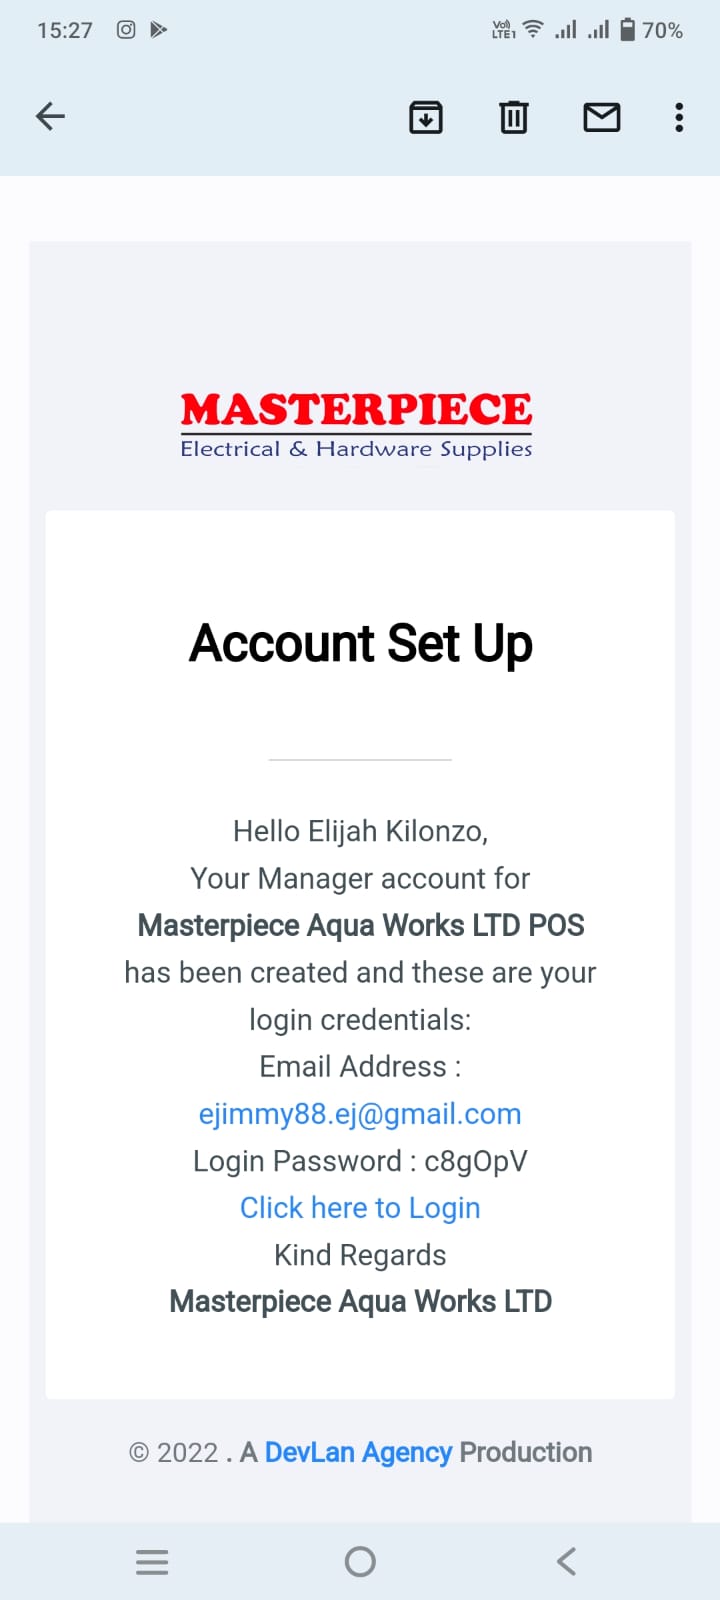 15:27
Vo) LTE1 70%
MASTERPIECE
Electrical & Hardware Supplies
Account Set Up
Hello Elijah Kilonzo,
Your Manager account for
Masterpiece Aqua Works LTD POS
has been created and these are your
login credentials:
Email Address :
ejimmy88.ej@gmail.com
Login Password : c8gOpV
Click here to Login
Kind Regards
Masterpiece Aqua Works LTD
© 2022 . A DevLan Agency Production